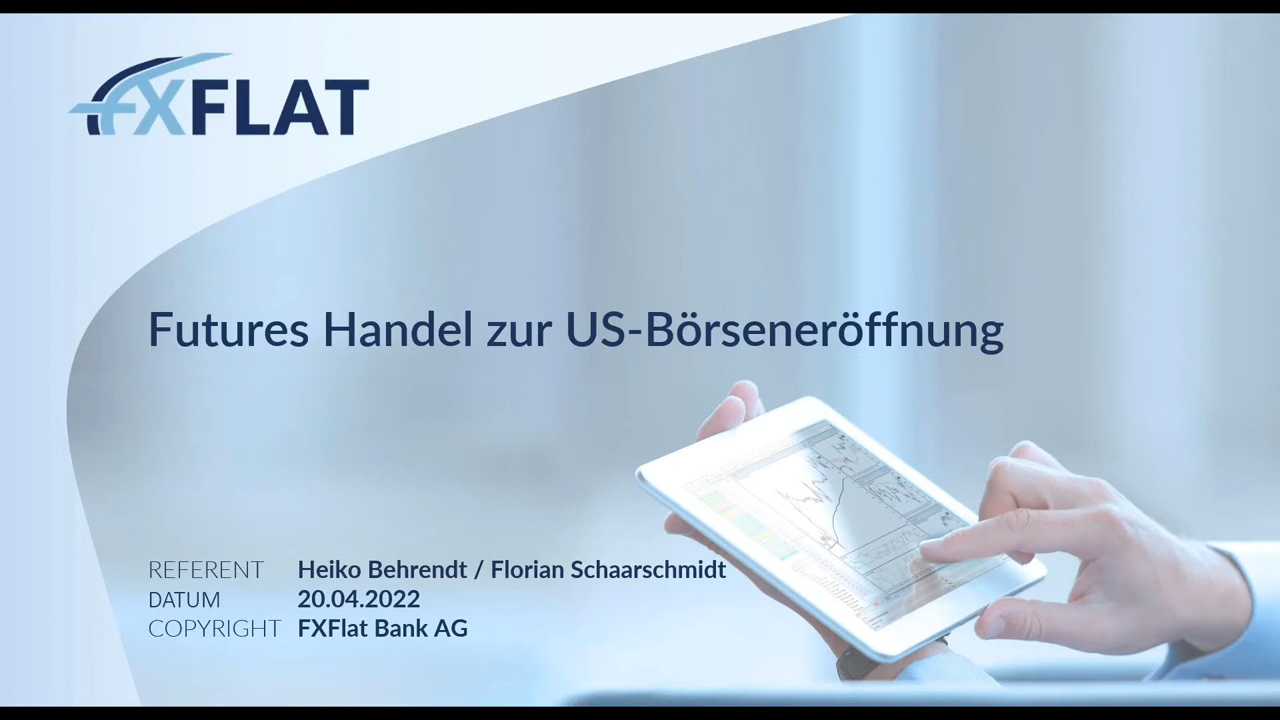 fXFLAT
Futures Handel zur US-Börseneröffnung
REFERENT Heiko Behrendt / Florian Schaarschmidt
DATUM 20.04.2022
COPYRIGHT FXFlat Bank AG